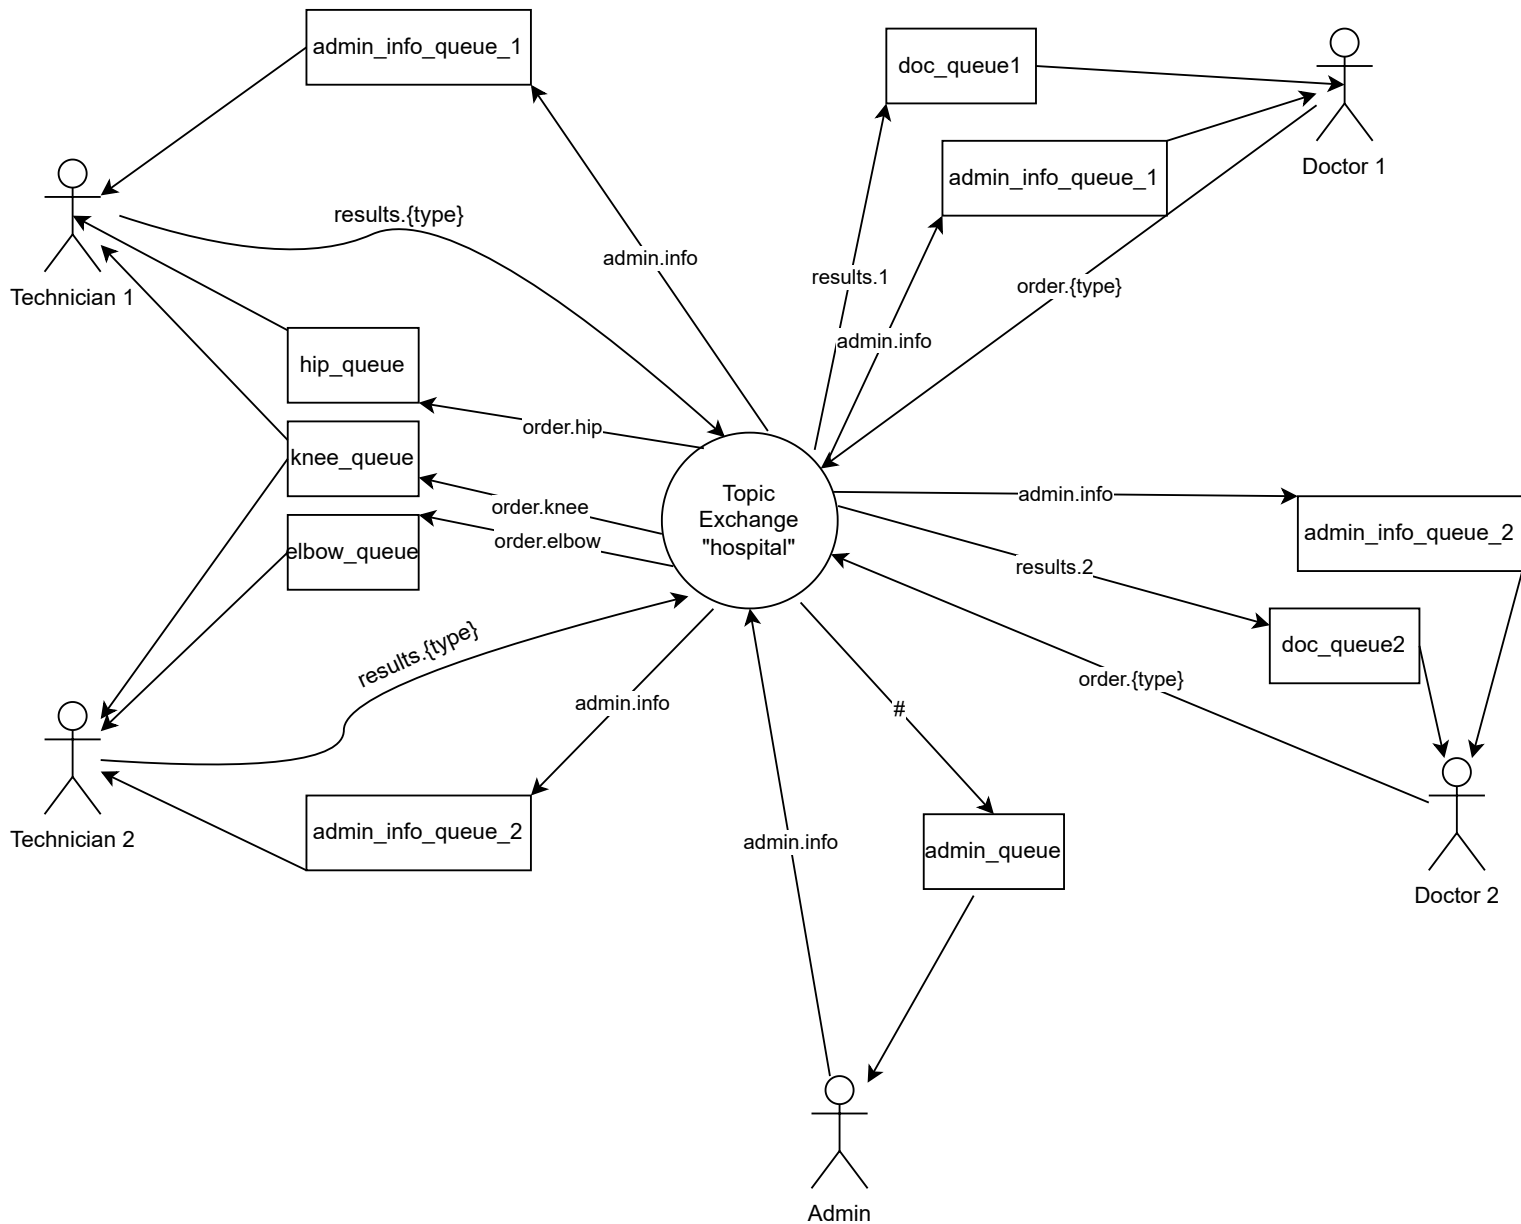 admin_info_queue_1
doc_queue1
Doctor 1
admin_info_queue_1
results.{type}
admin.info
results.1
order.{type}
Technician 1
admin.info
hip_queue
order.hip
knee_queue
order.knee
elbow_queue
order.elbow
Topic
Exchange
"hospital"
admin.info
admin_info_queue_2
results.2
doc_queue2
order.{type}
results.{type}
admin.info
#
Technician 2
admin_info_queue_2
admin.info
admin_queue
Doctor 2
Admin